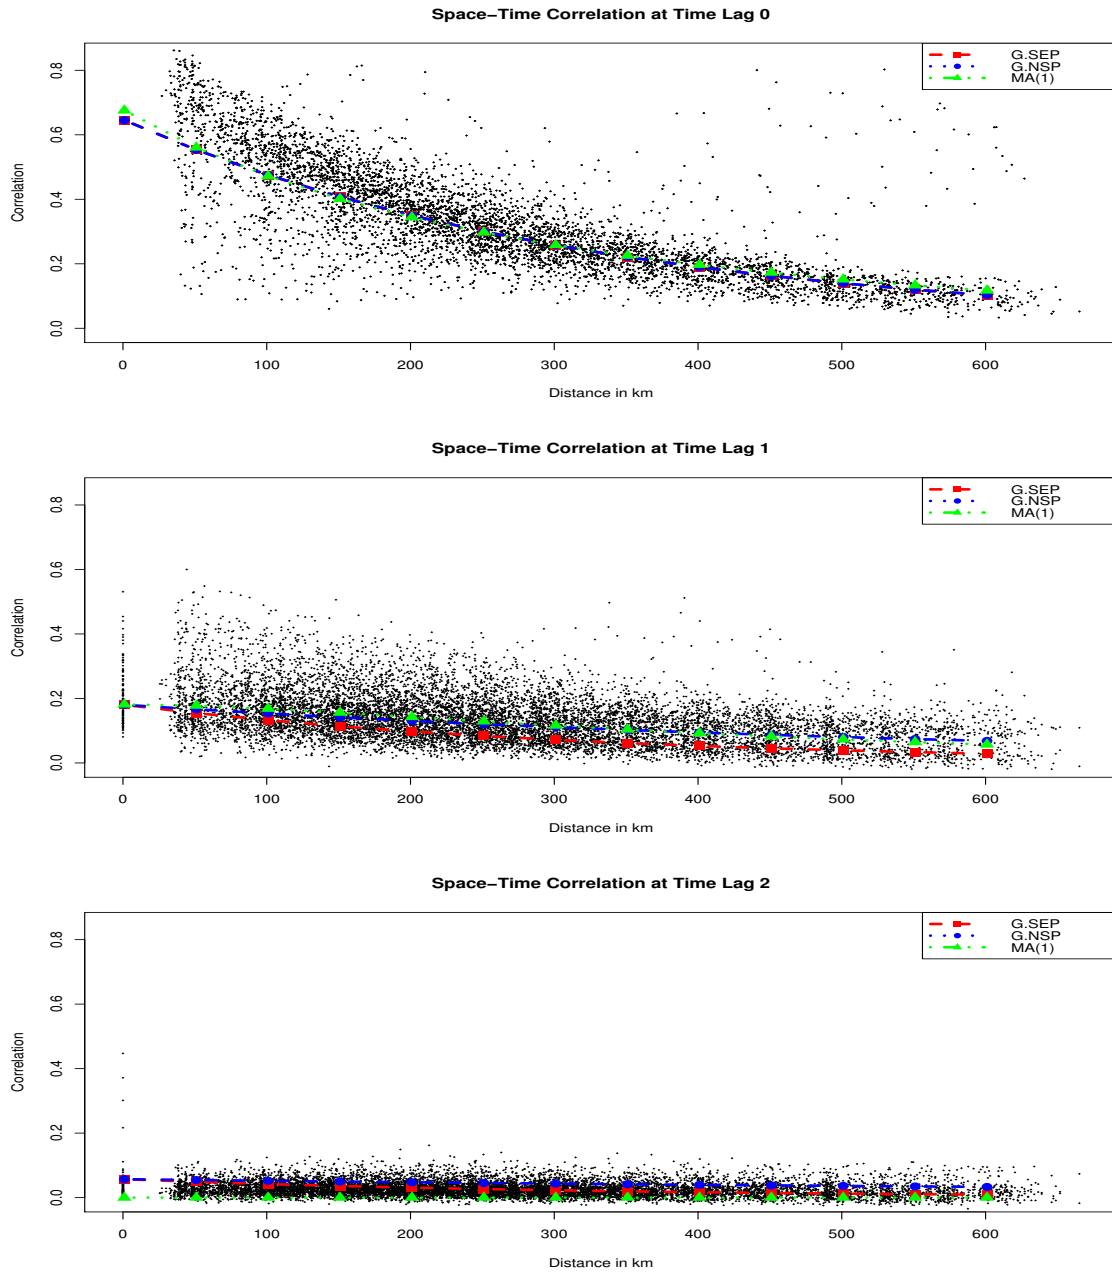 Space−Time Correlation at Time Lag 0
G.SEP
G.NSP
MA(1)
Correlation
0.0
0.2
0.4
0.6
0.8
0 100 200 300 400 500 600
Distance in km
Space−Time Correlation at Time Lag 1
G.SEP
G.NSP
MA(1)
Correlation
0.0
0.2
0.4
0.6
0.8
0 100 200 300 400 500 600
Distance in km
Space−Time Correlation at Time Lag 2
G.SEP
G.NSP
MA(1)
Correlation
0.0
0.2
0.4
0.6
0.8
0 100 200 300 400 500 600
Distance in km